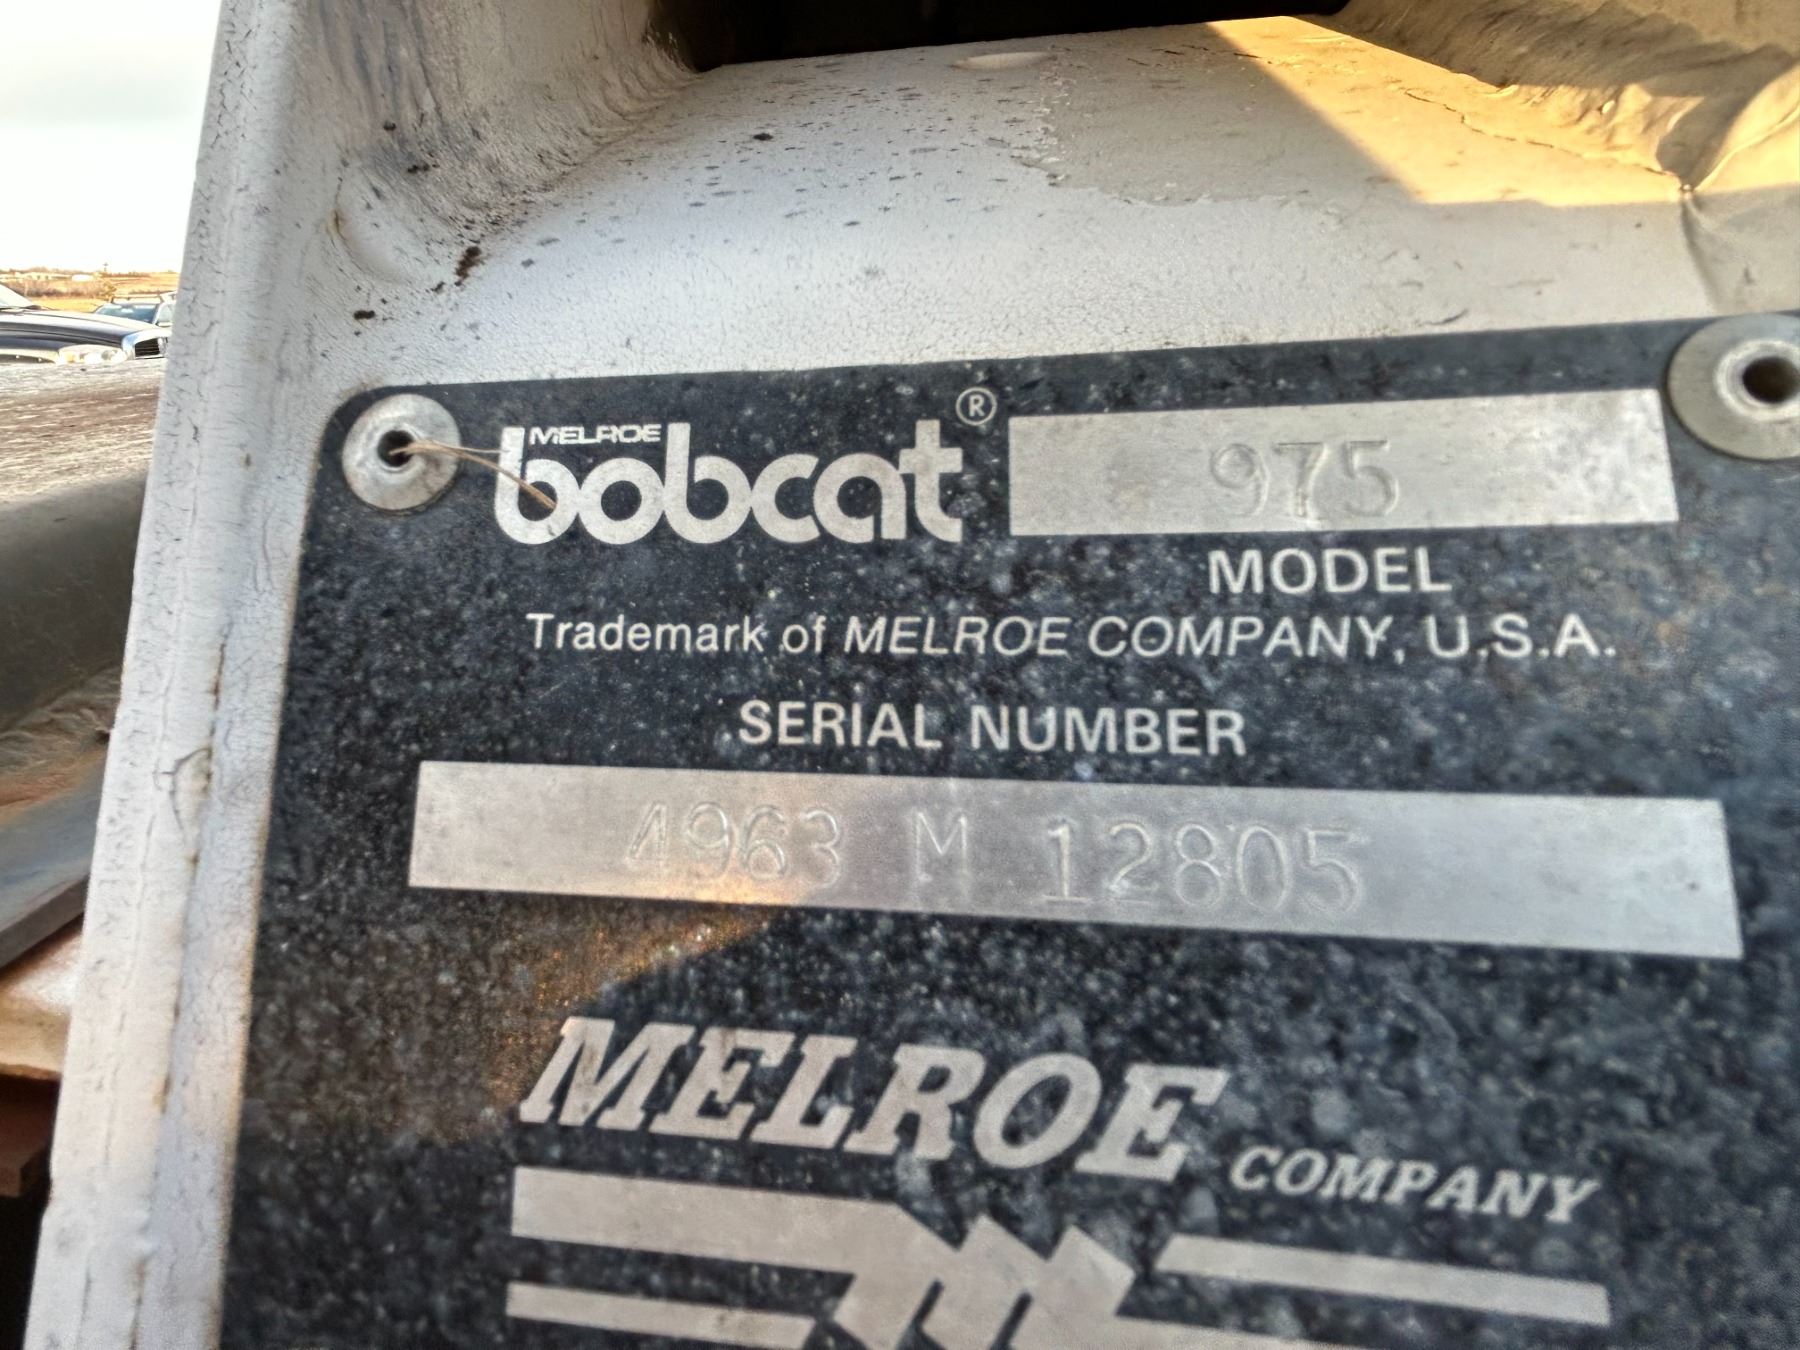 MELROE
bobcat® 975
MODEL
Trademark of MELROE COMPANY, U.S.A.
SERIAL NUMBER
4963 M 12805
MELROE COMPANY